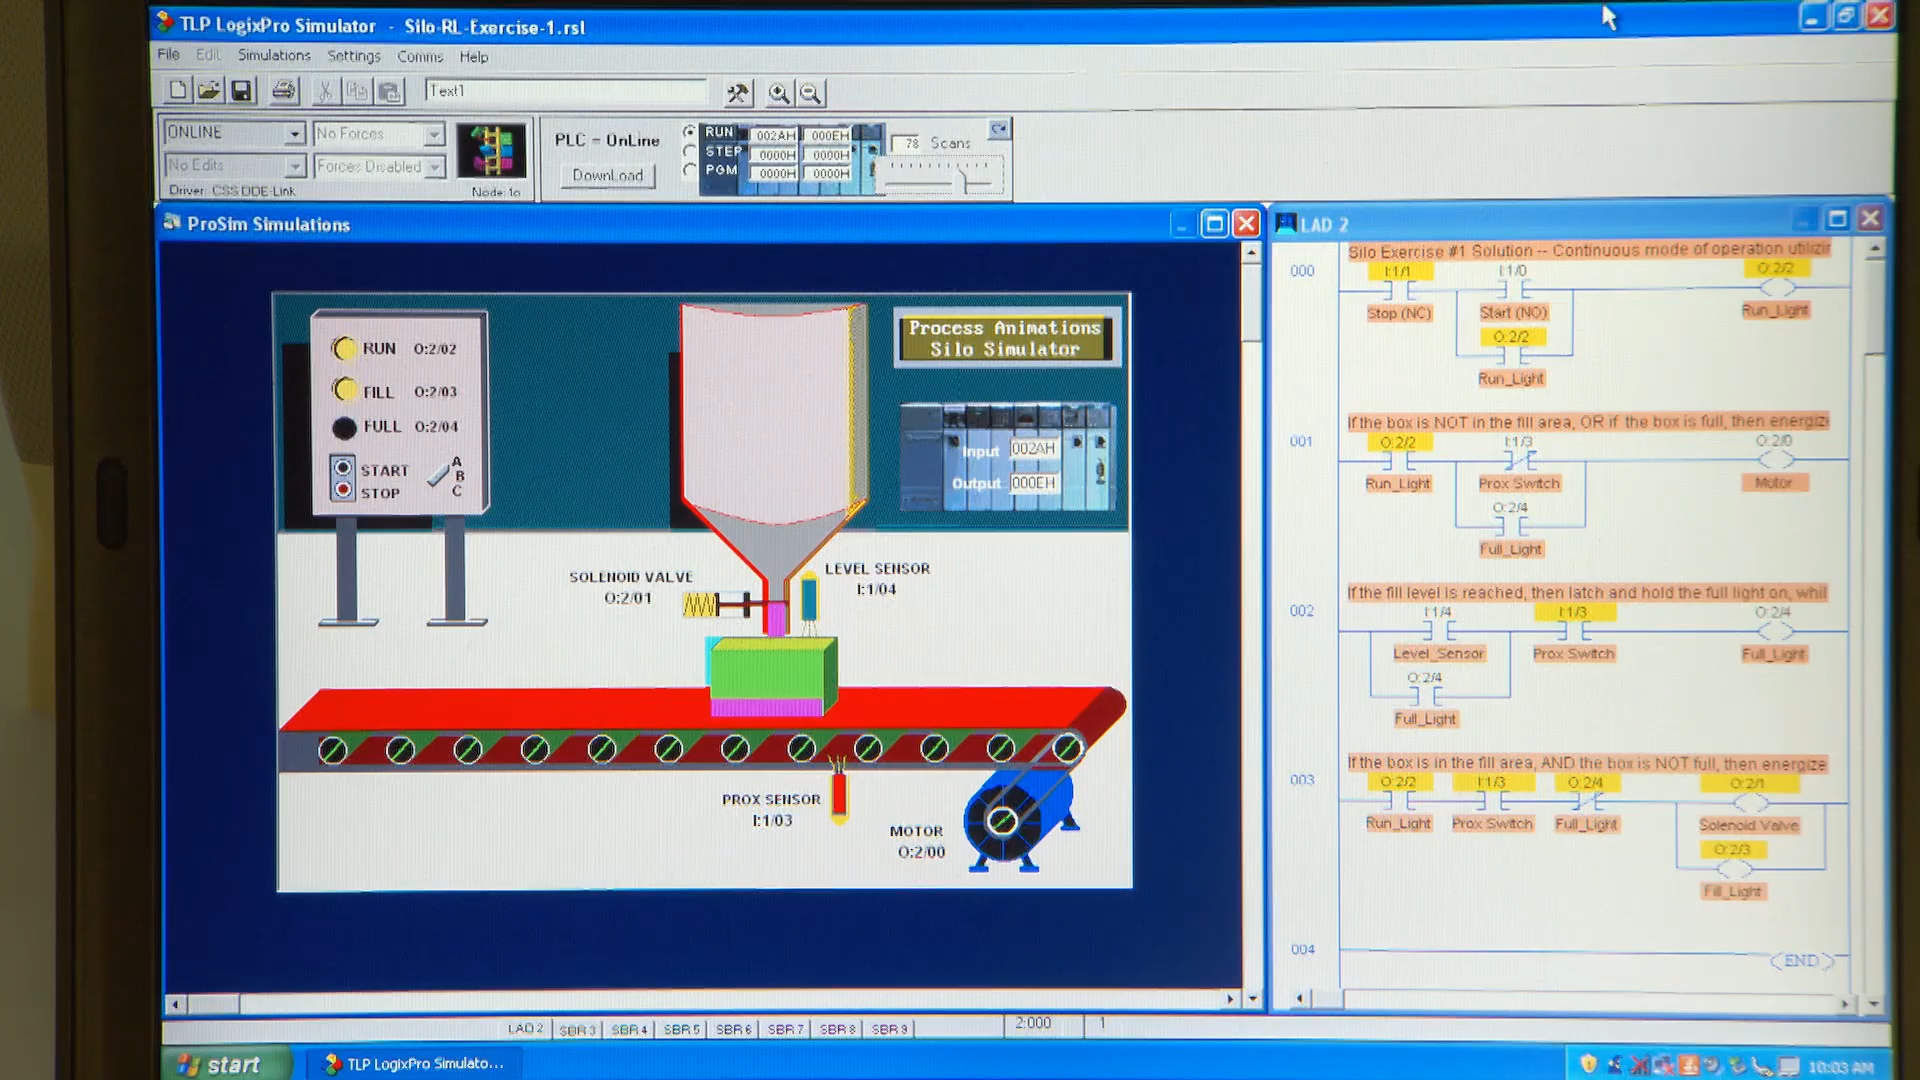 TLP LogixPro Simulator - Silo-RL-Exercise-1.rsl
File Edit Simulations Settings Comms Help
Text1
ONLINE No Forces
No Edits Forces Disabled
Driver: CSS DDE-Link Node: 1o
PLC = OnLine
DownLoad
RUN 002AH 000EH
STEP 0000H 0000H
PGM 0000H 0000H
78 Scans
ProSim Simulations
RUN O:2/02
FILL O:2/03
FULL O:2/04
START
STOP
A
B
C
Process Animations
Silo Simulator
Input 002AH
Output 000EH
SOLENOID VALVE
O:2/01
LEVEL SENSOR
I:1/04
PROX SENSOR
I:1/03
MOTOR
O:2/00
LAD 2
Silo Exercise #1 Solution -- Continuous mode of operation
000
I:1/1 I:1/0 O:2/2
Stop (NC) Start (NO) Run_Light
O:2/2
Run_Light
If the box is NOT in the fill area, OR if the box is full, then
001
O:2/2 I:1/3 O:2/0
Run_Light Prox Switch Motor
O:2/4
Full_Light
If the fill level is reached, then latch and hold the full light on,
002
I:1/4 I:1/3 O:2/4
Level_Sensor Prox Switch Full_Light
O:2/4
Full_Light
If the box is in the fill area, AND the box is NOT full, then energize
003
O:2/2 I:1/3 O:2/4 O:2/1
Run_Light Prox Switch Full_Light Solenoid Valve
O:2/3
Fill_Light
004
END
LAD 2 SBR 3 SBR 4 SBR 5 SBR 6 SBR 7 SBR 8 SBR 9 2:000 1
start TLP LogixPro Simulato... 10:03 AM